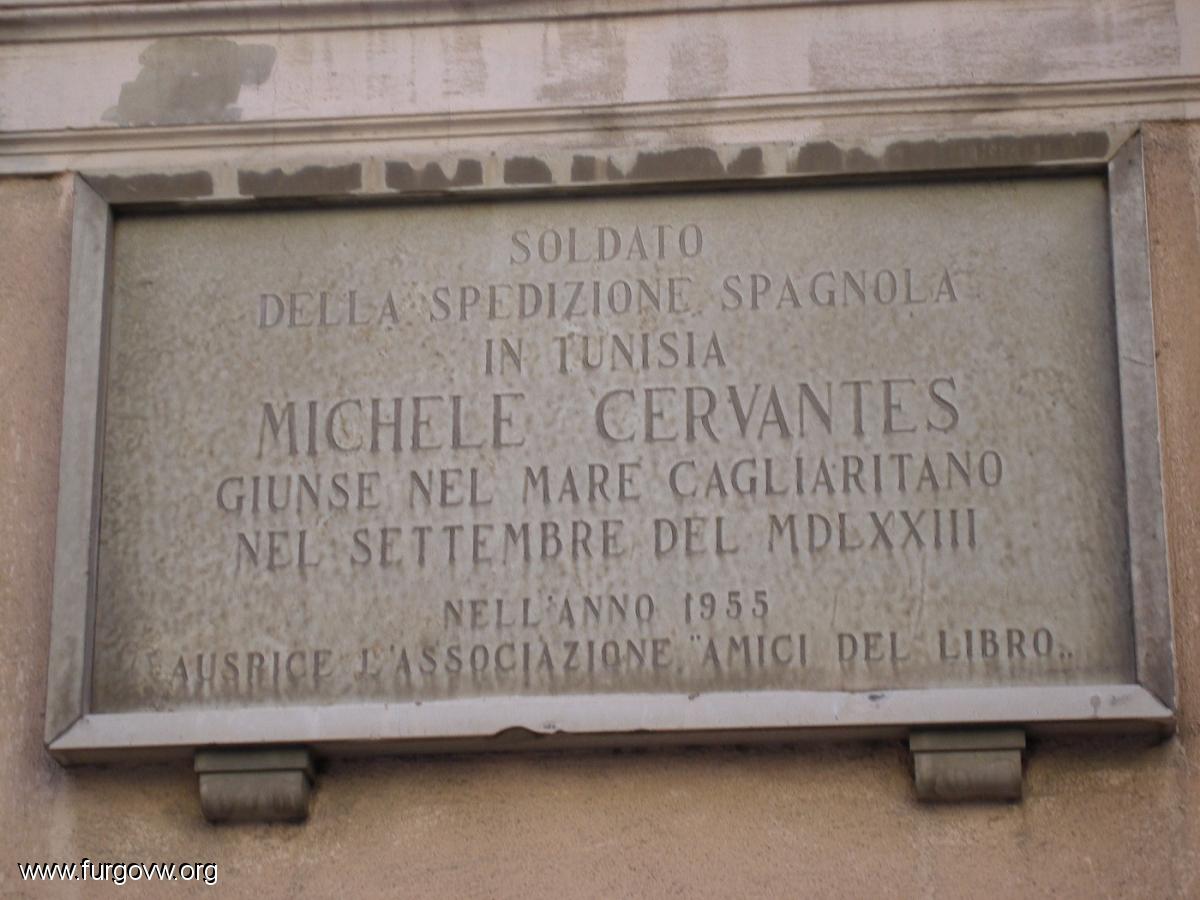 SOLDATO
DELLA SPEDIZIONE SPAGNOLA
IN TUNISIA
MICHELE CERVANTES
GIUNSE NEL MARE CAGLIARITANO
NEL SETTEMBRE DEL MDLXXIII
NELL'ANNO 1955
AUSPICE L'ASSOCIAZIONE "AMICI DEL LIBRO„
www.furgovw.org